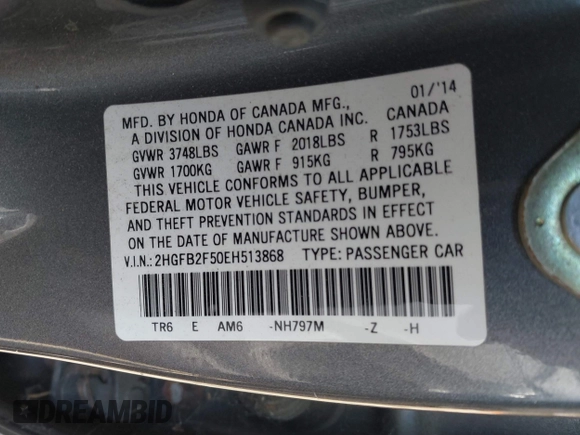 01/'14
MFD. BY HONDA OF CANADA MFG., CANADA
A DIVISION OF HONDA CANADA INC.
GVWR 3748LBS GAWR F 2018LBS R 1753LBS
GVWR 1700KG GAWR F 915KG R 795KG
THIS VEHICLE CONFORMS TO ALL APPLICABLE
FEDERAL MOTOR VEHICLE SAFETY, BUMPER,
AND THEFT PREVENTION STANDARDS IN EFFECT
ON THE DATE OF MANUFACTURE SHOWN ABOVE.
V.I.N.: 2HGFB2F50EH513868 TYPE: PASSENGER CAR
TR6 E AM6 -NH797M -Z -H
DREAMBID